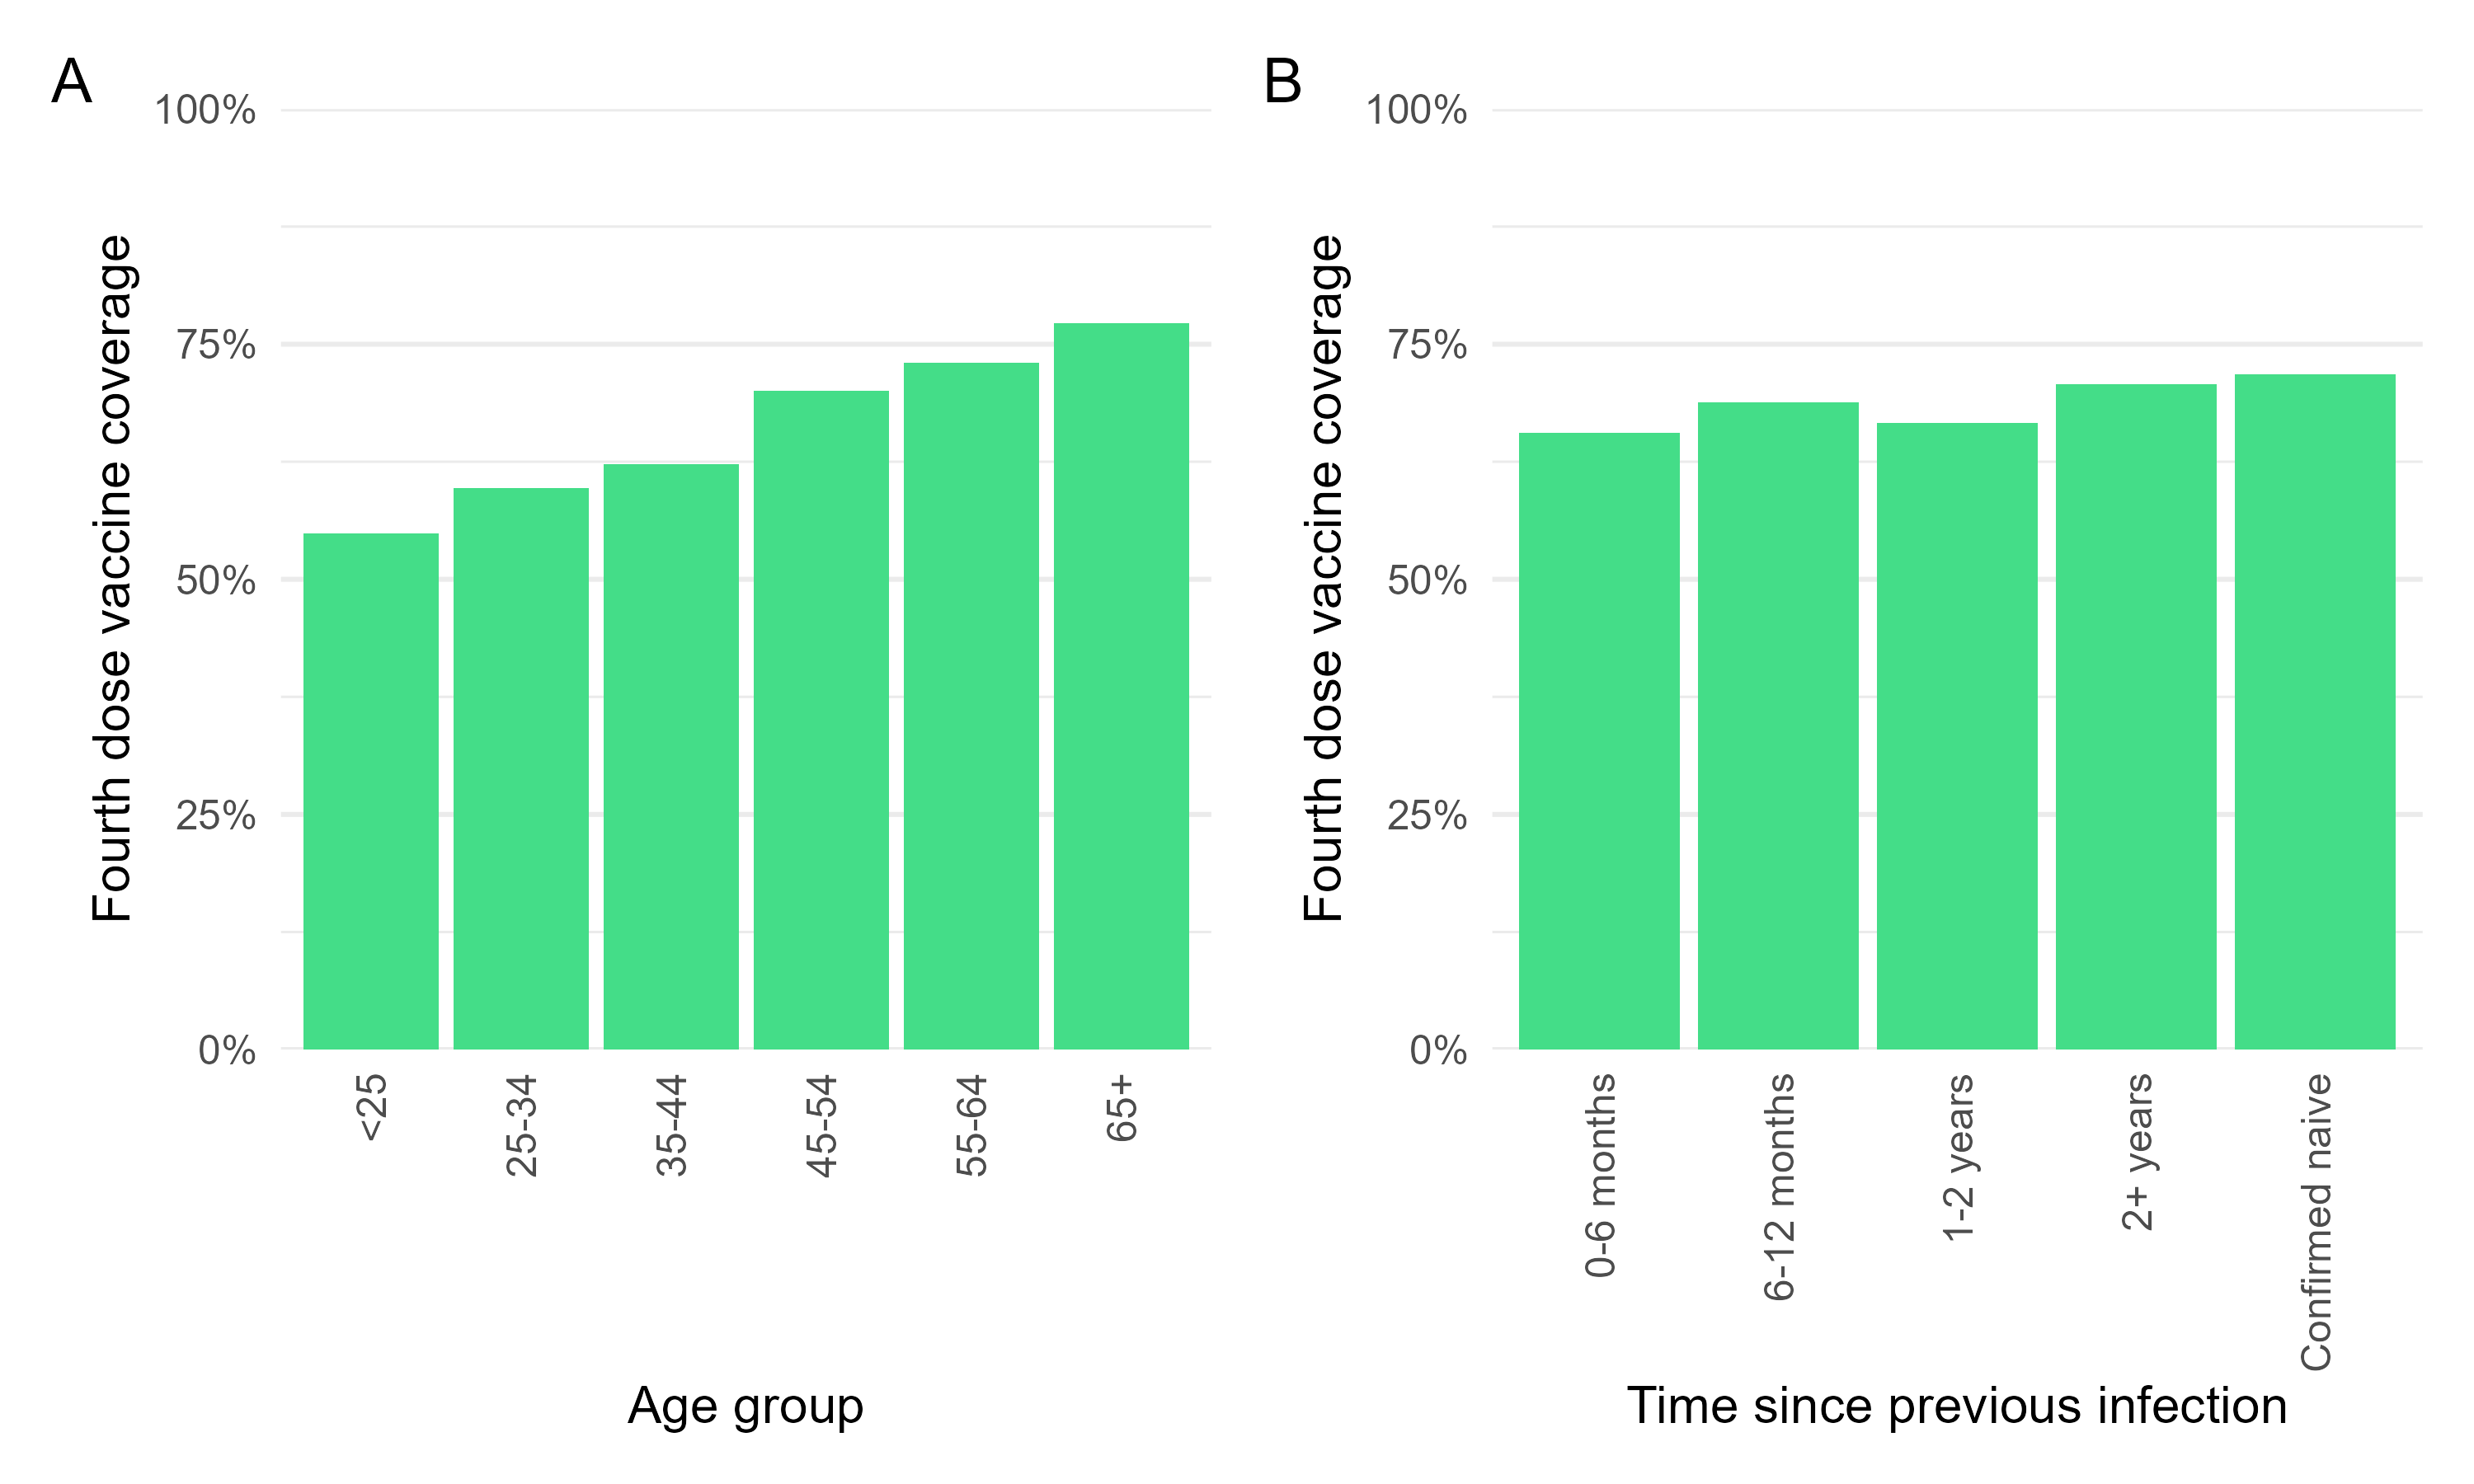 A
Fourth dose vaccine coverage
100%
75%
50%
25%
0%
<25
25-34
35-44
45-54
55-64
65+
Age group
B
Fourth dose vaccine coverage
100%
75%
50%
25%
0%
0-6 months
6-12 months
1-2 years
2+ years
Confirmed naive
Time since previous infection